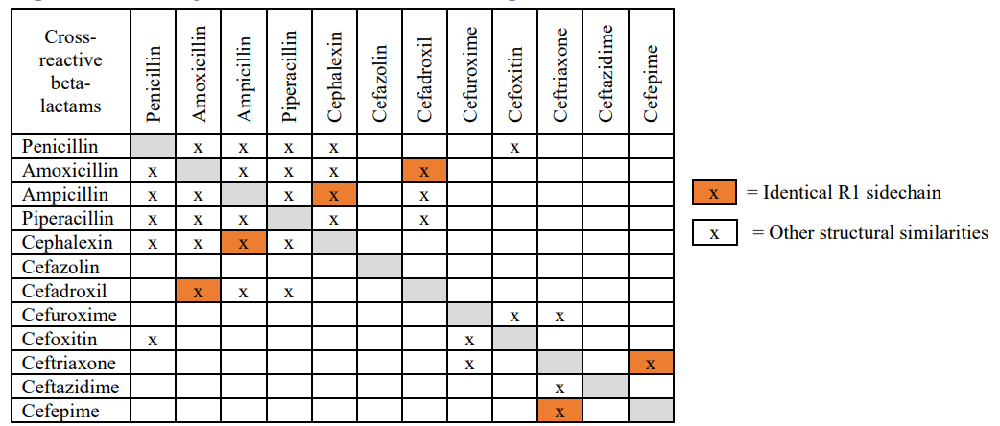 Cross-
reactive
beta-
lactams
Penicillin
Amoxicillin
Ampicillin
Piperacillin
Cephalexin
Cefazolin
Cefadroxil
Cefuroxime
Cefoxitin
Ceftriaxone
Ceftazidime
Cefepime
Penicillin x x x x x
Amoxicillin x x x x x
Ampicillin x x x x x
Piperacillin x x x x x
Cephalexin x x x x
Cefazolin
Cefadroxil x x x
Cefuroxime x x
Cefoxitin x x
Ceftriaxone x x
Ceftazidime x
Cefepime x
x = Identical R1 sidechain
x = Other structural similarities